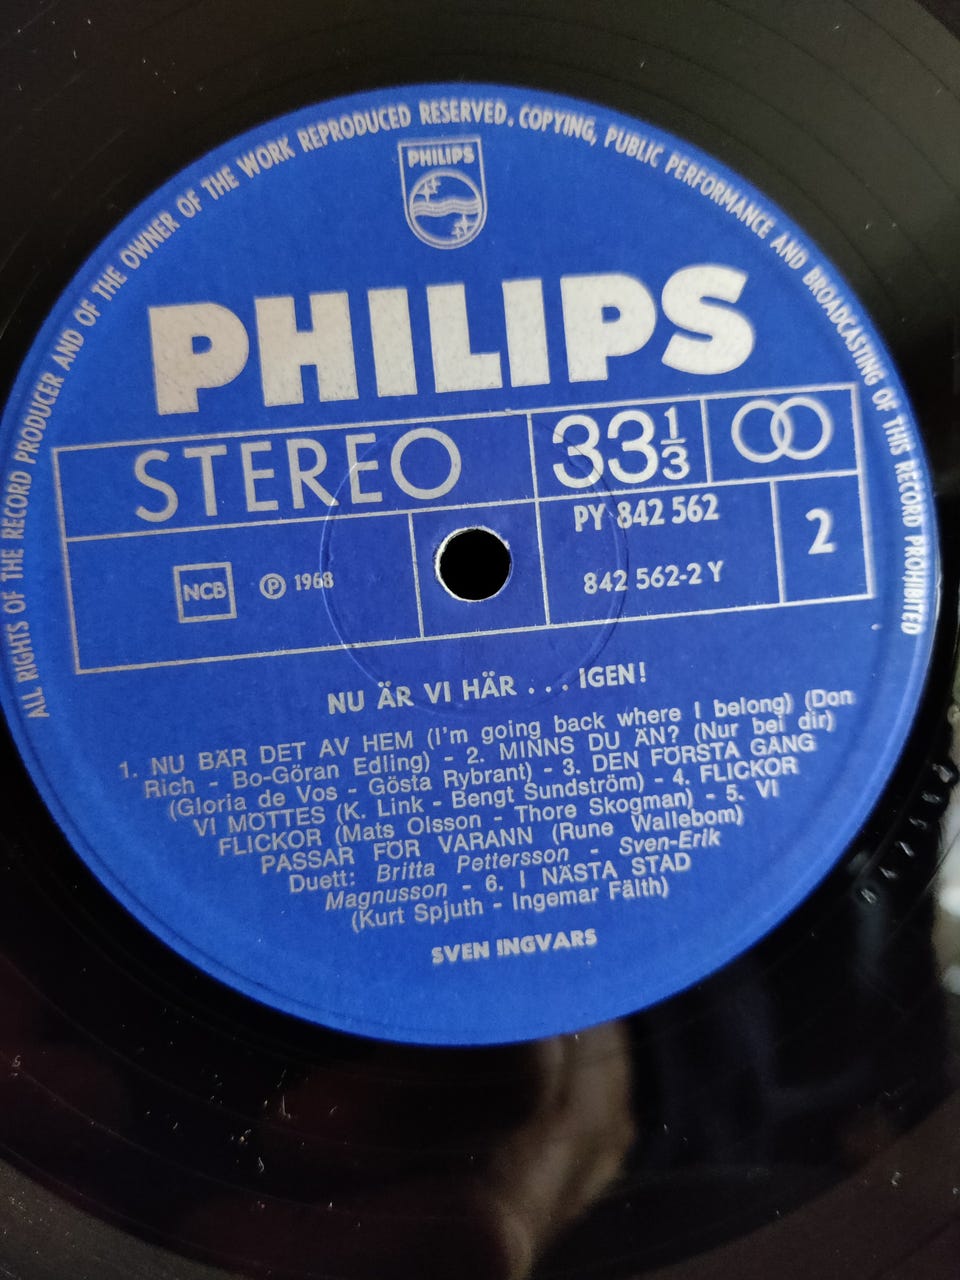 ALL RIGHTS OF THE RECORD PRODUCER AND OF THE OWNER OF THE WORK REPRODUCED RESERVED. COPYING, PUBLIC PERFORMANCE AND BROADCASTING OF THIS RECORD PROHIBITED
PHILIPS
PHILIPS
STEREO 33 1/3
PY 842 562
2
NCB ℗ 1968 842 562-2 Y
NU ÄR VI HÄR . . . IGEN!
1. NU BÄR DET AV HEM (I'm going back where I belong) (Don
Rich - Bo-Göran Edling) - 2. MINNS DU ÄN? (Nur bei dir)
(Gloria de Vos - Gösta Rybrant) - 3. DEN FÖRSTA GÅNG
VI MÖTTES (K. Link - Bengt Sundström) - 4. FLICKOR
FLICKOR (Mats Olsson - Thore Skogman) - 5. VI
PASSAR FÖR VARANN (Rune Wallebom)
Duett: Britta Pettersson - Sven-Erik
Magnusson - 6. I NÄSTA STAD
(Kurt Spjuth - Ingemar Fälth)
SVEN INGVARS